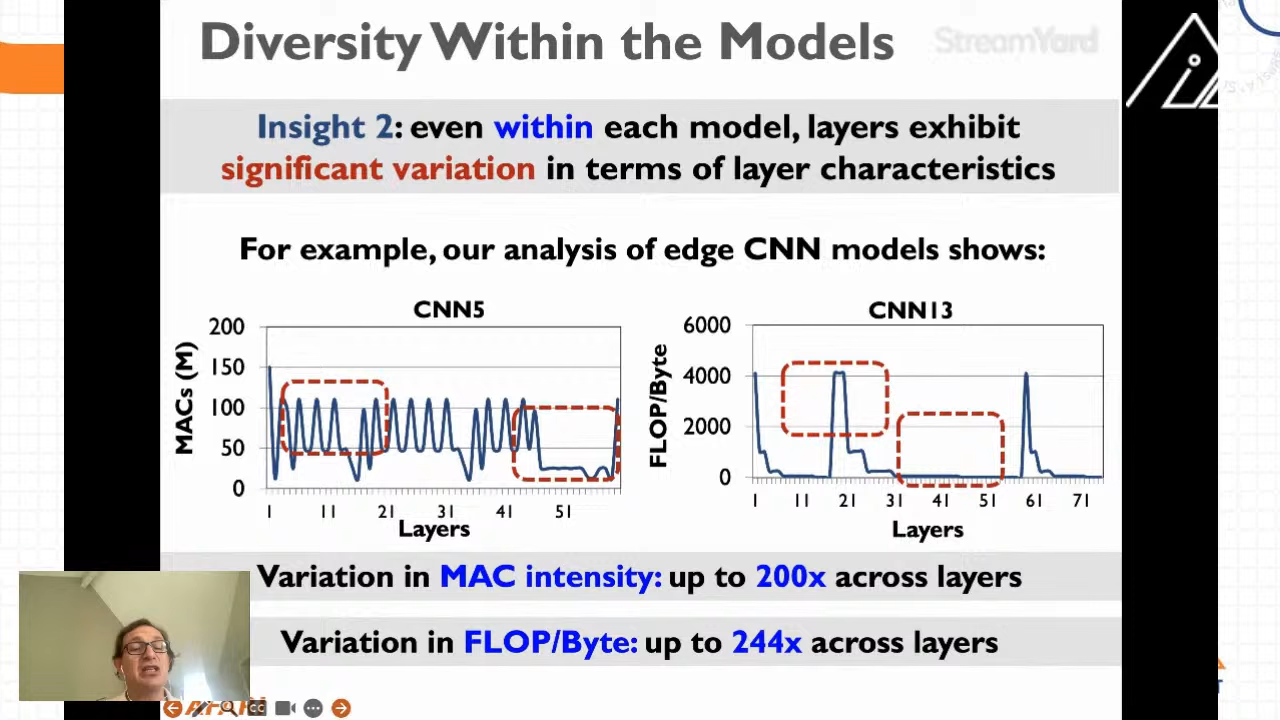 Diversity Within the Models
StreamYard
Insight 2: even within each model, layers exhibit
significant variation in terms of layer characteristics
For example, our analysis of edge CNN models shows:
CNN5
200
150
100
50
0
MACs (M)
1 11 21 31 41 51
Layers
CNN13
6000
4000
2000
0
FLOP/Byte
1 11 21 31 41 51 61 71
Layers
Variation in MAC intensity: up to 200x across layers
Variation in FLOP/Byte: up to 244x across layers
SAFARI
CC